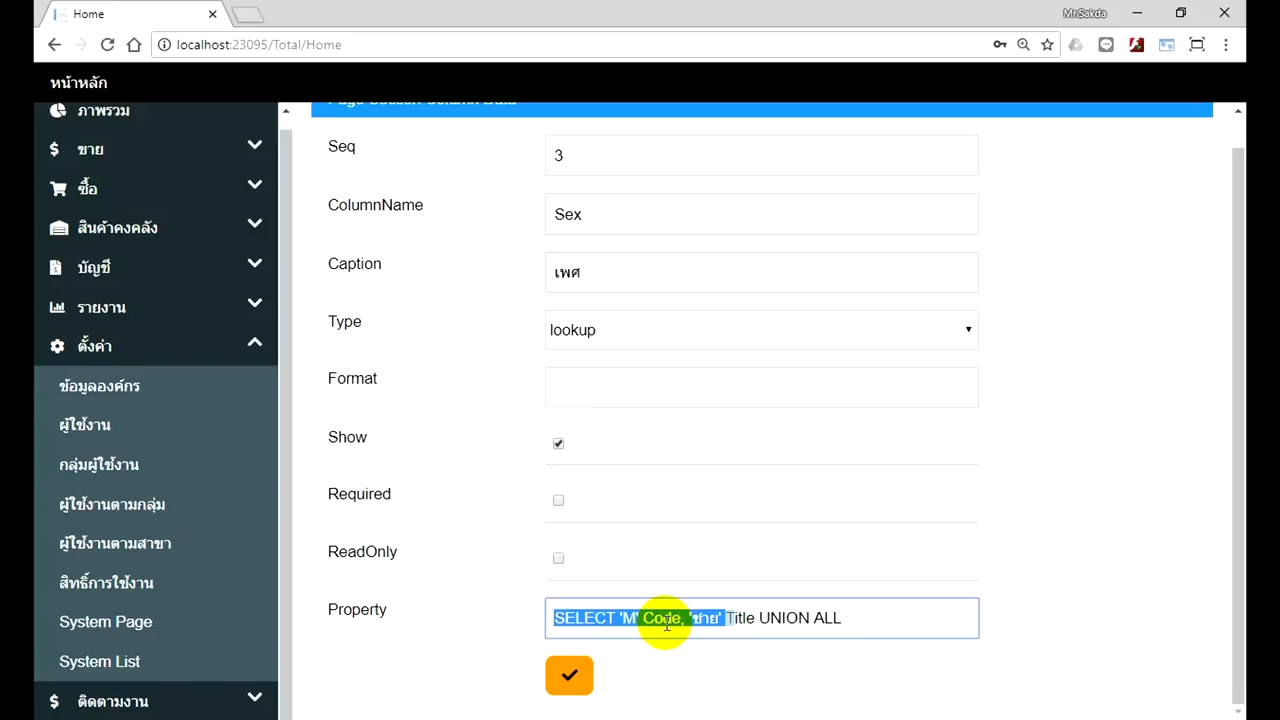 Home
MrSakda
localhost:23095/Total/Home
หน้าหลัก
ภาพรวม
Page Section Column Data
ขาย
ซื้อ
สินค้าคงคลัง
บัญชี
รายงาน
ตั้งค่า
ข้อมูลองค์กร
ผู้ใช้งาน
กลุ่มผู้ใช้งาน
ผู้ใช้งานตามกลุ่ม
ผู้ใช้งานตามสาขา
สิทธิ์การใช้งาน
System Page
System List
ติดตามงาน
Seq
3
ColumnName
Sex
Caption
เพศ
Type
lookup
Format
Show
Required
ReadOnly
Property
SELECT 'M' Code, 'ชาย' Title UNION ALL